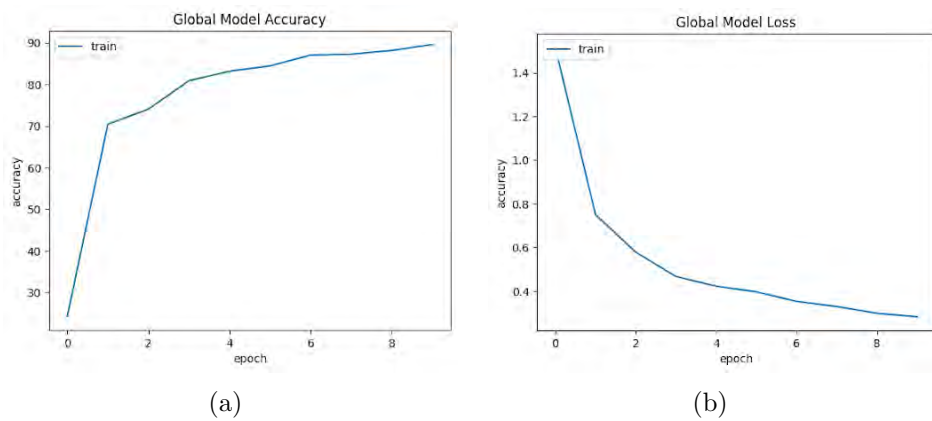 Global Model Accuracy
train
90
80
70
60
50
40
30
accuracy
0 2 4 6 8
epoch
(a)
Global Model Loss
train
1.4
1.2
1.0
0.8
0.6
0.4
accuracy
0 2 4 6 8
epoch
(b)